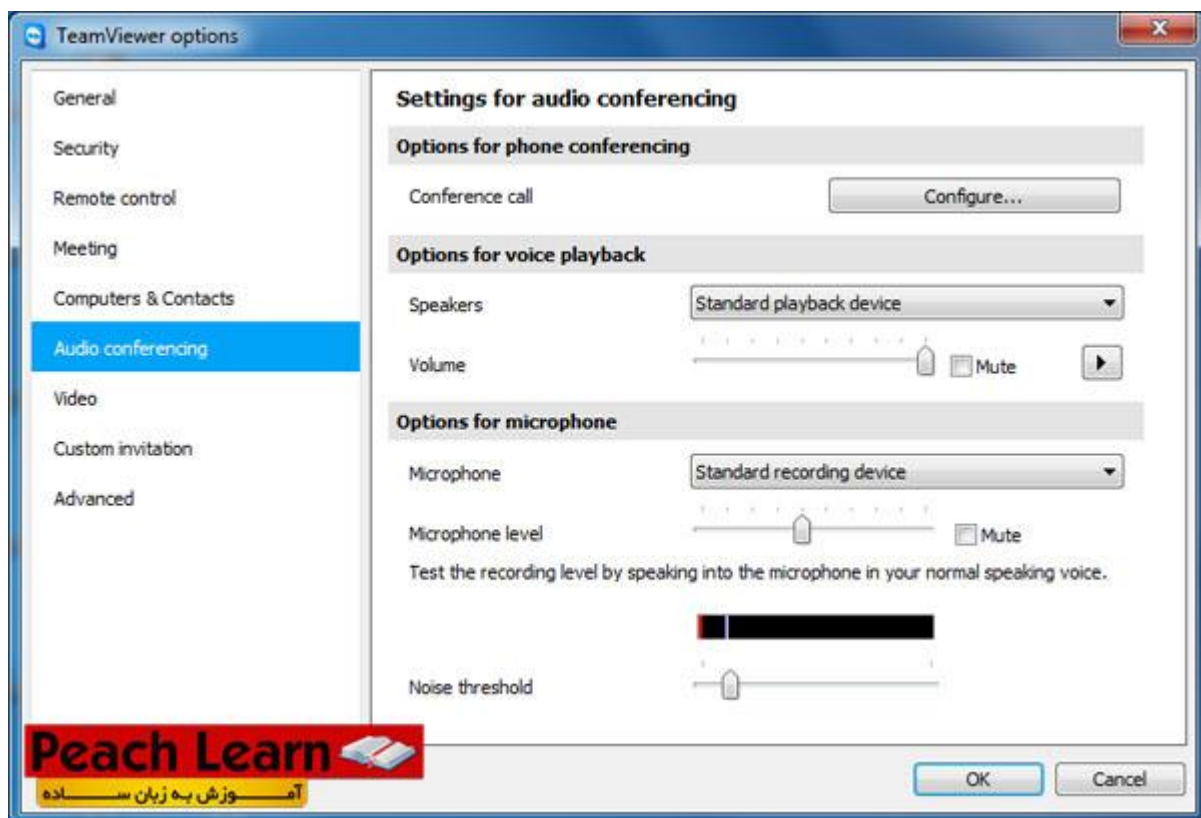 TeamViewer options
General
Security
Remote control
Meeting
Computers & Contacts
Audio conferencing
Video
Custom invitation
Advanced
Settings for audio conferencing
Options for phone conferencing
Conference call Configure...
Options for voice playback
Speakers Standard playback device
Volume Mute
Options for microphone
Microphone Standard recording device
Microphone level Mute
Test the recording level by speaking into the microphone in your normal speaking voice.
Noise threshold
Peach Learn
آمـــوزش به زبان ســـاده
OK Cancel